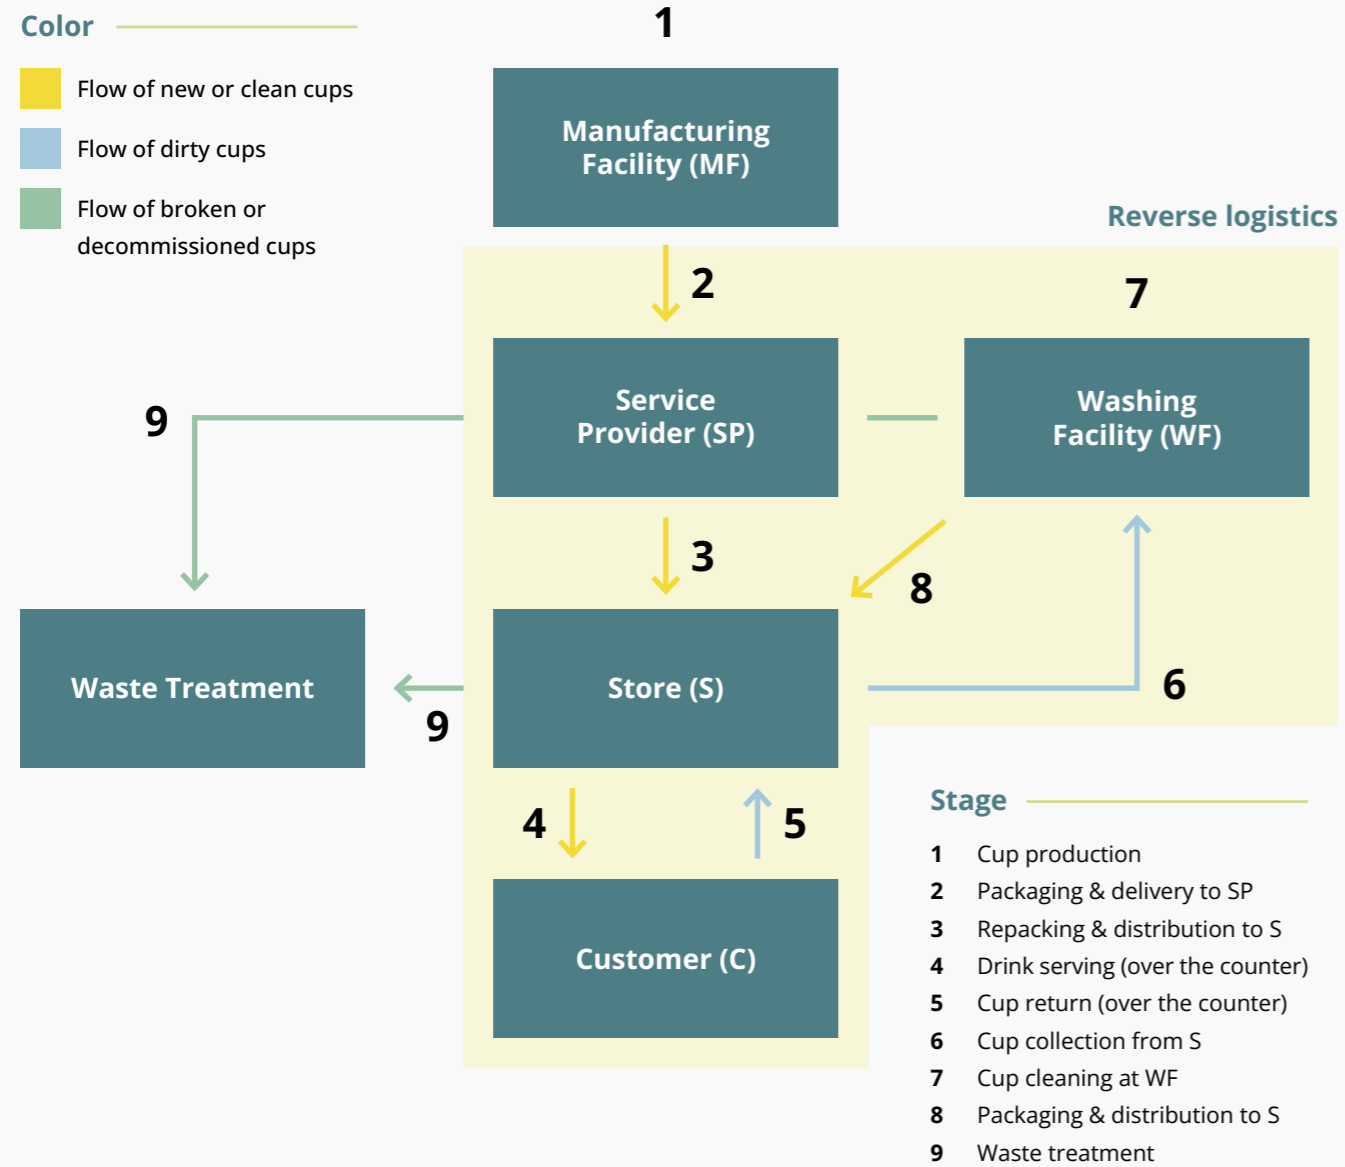 Color
Flow of new or clean cups
Flow of dirty cups
Flow of broken or
decommissioned cups
1
Manufacturing
Facility (MF)
Reverse logistics
2
7
Service
Provider (SP)
Washing
Facility (WF)
9
3
8
Waste Treatment
Store (S)
6
9
4
5
Customer (C)
Stage
1 Cup production
2 Packaging & delivery to SP
3 Repacking & distribution to S
4 Drink serving (over the counter)
5 Cup return (over the counter)
6 Cup collection from S
7 Cup cleaning at WF
8 Packaging & distribution to S
9 Waste treatment